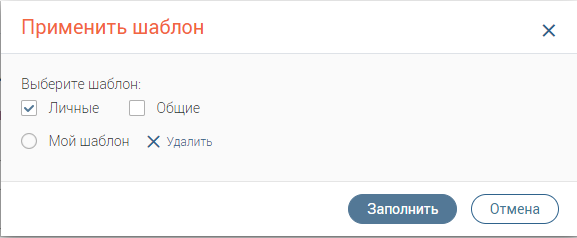 Применить шаблон
Выберите шаблон:
Личные Общие
Мой шаблон Удалить
Заполнить Отмена